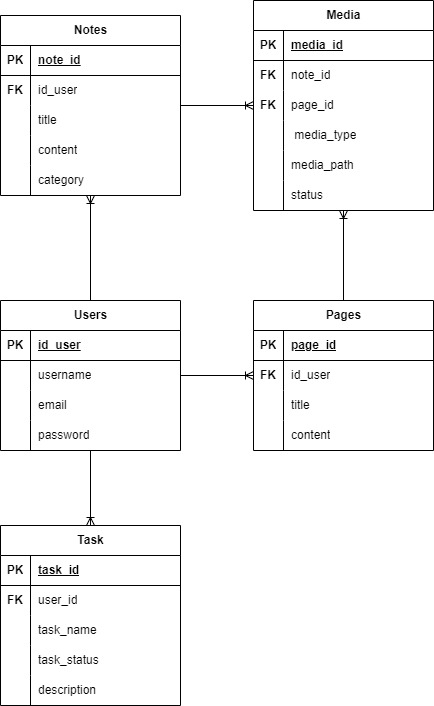 Notes
PK note_id
FK id_user
title
content
category
Media
PK media_id
FK note_id
FK page_id
media_type
media_path
status
Users
PK id_user
username
email
password
Pages
PK page_id
FK id_user
title
content
Task
PK task_id
FK user_id
task_name
task_status
description